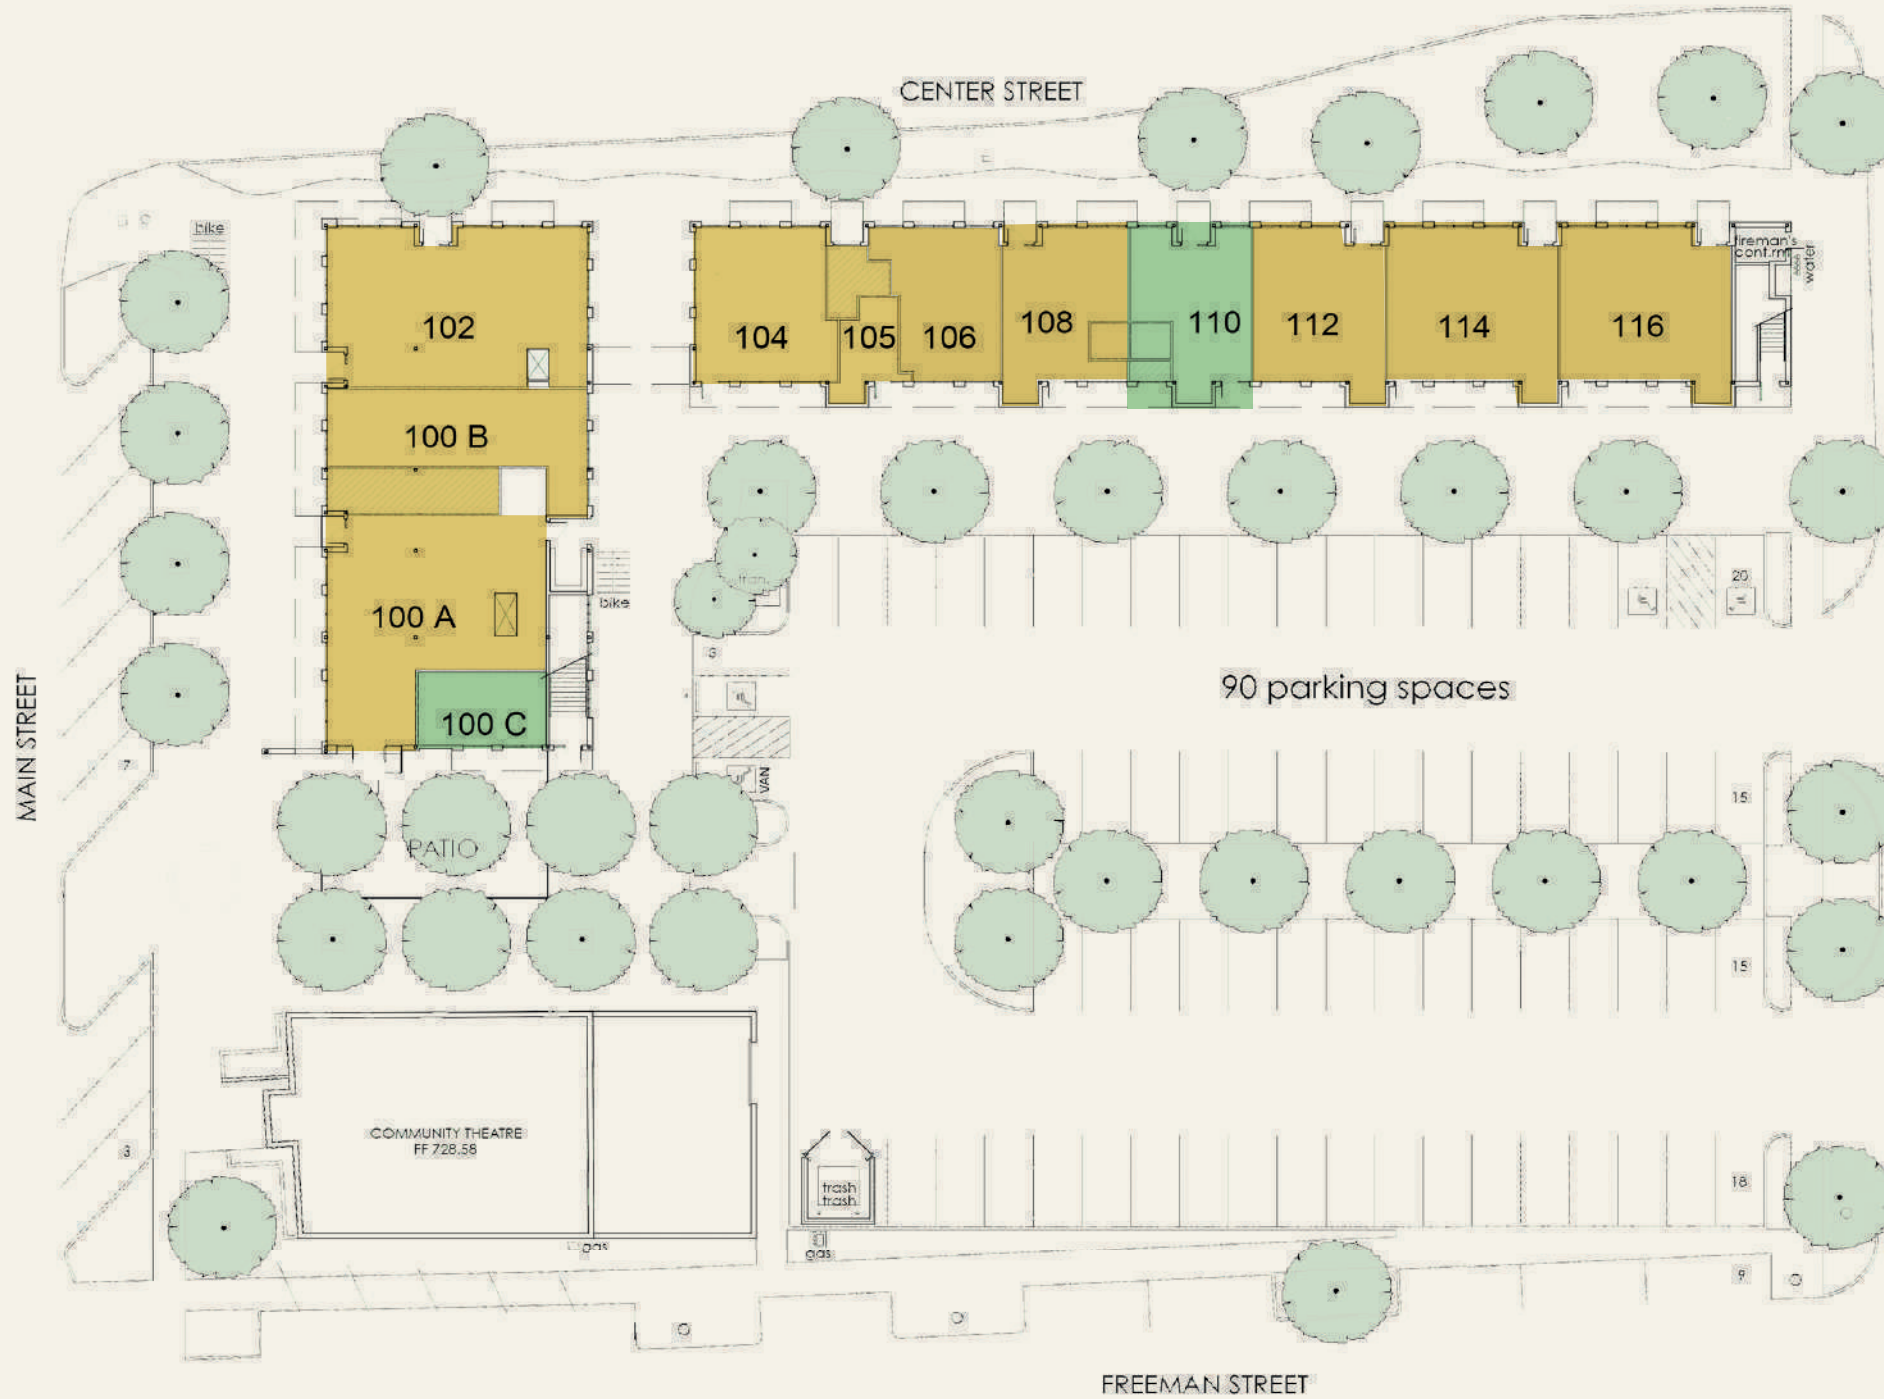 CENTER STREET
bike
fireman's
cont.rm
water
102
104
105
106
108
110
112
114
116
100 B
100 A
bike
100 C
tran.
20
3
90 parking spaces
MAIN STREET
7
VAN
15
PATIO
15
COMMUNITY THEATRE
FF 728.58
3
trash
trash
18
gas
gas
9
FREEMAN STREET